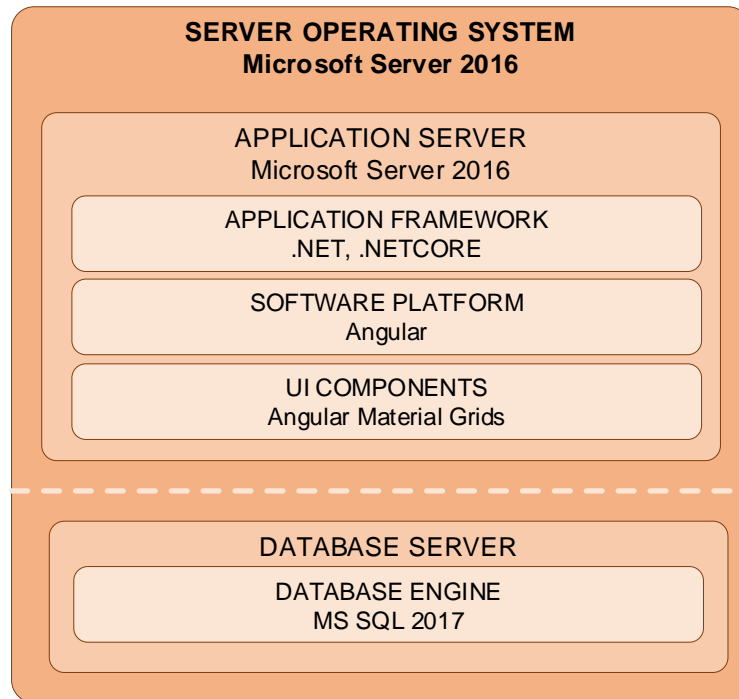 SERVER OPERATING SYSTEM
Microsoft Server 2016
APPLICATION SERVER
Microsoft Server 2016
APPLICATION FRAMEWORK
.NET, .NETCORE
SOFTWARE PLATFORM
Angular
UI COMPONENTS
Angular Material Grids
DATABASE SERVER
DATABASE ENGINE
MS SQL 2017